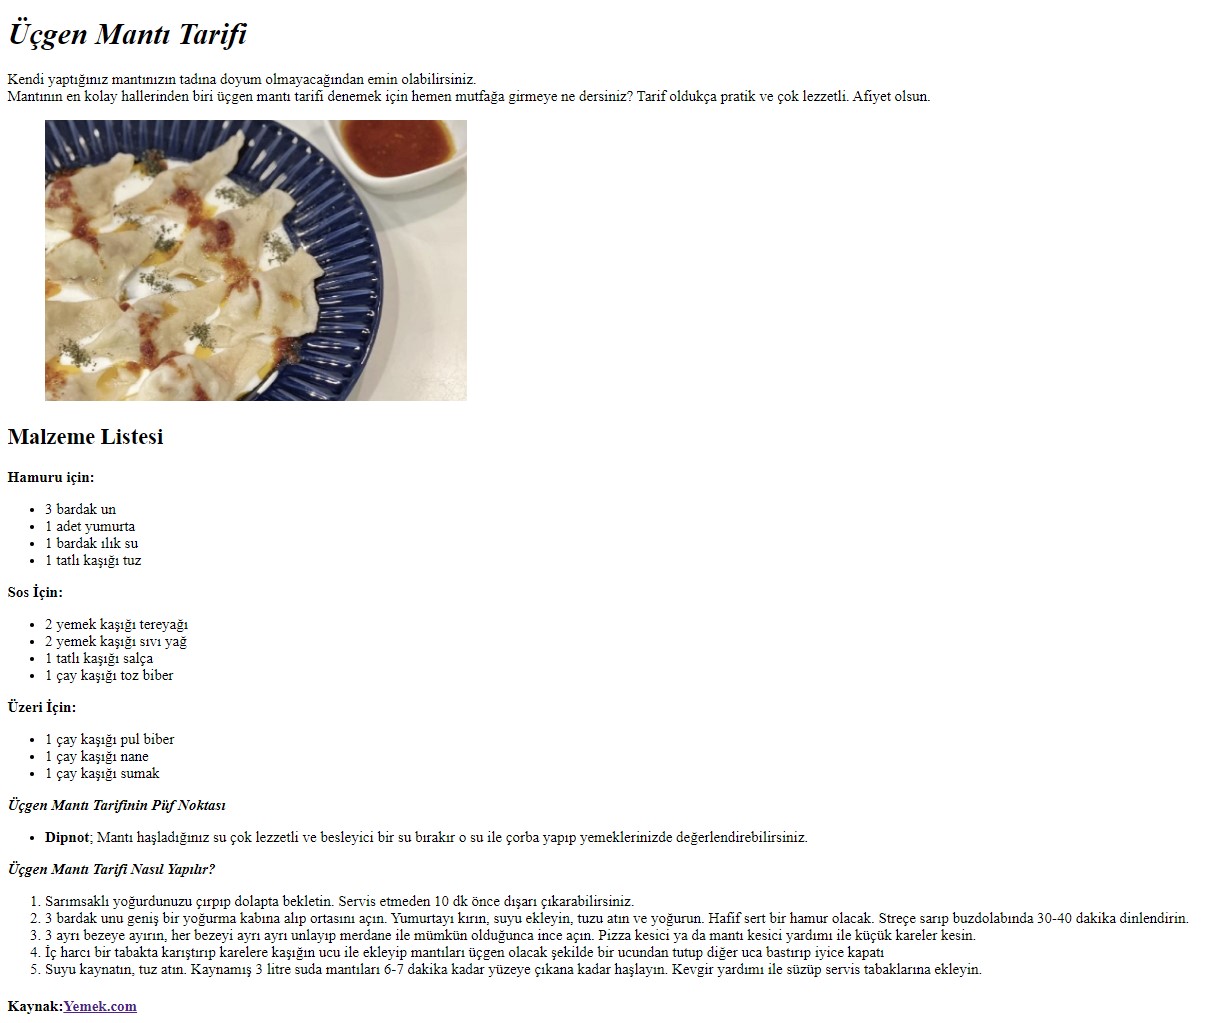 Üçgen Mantı Tarifi
Kendi yaptığınız mantınızın tadına doyum olmayacağından emin olabilirsiniz.
Mantının en kolay hallerinden biri üçgen mantı tarifi denemek için hemen mutfağa girmeye ne dersiniz? Tarif oldukça pratik ve çok lezzetli. Afiyet olsun.
Malzeme Listesi
Hamuru için:
• 3 bardak un
• 1 adet yumurta
• 1 bardak ılık su
• 1 tatlı kaşığı tuz
Sos İçin:
• 2 yemek kaşığı tereyağı
• 2 yemek kaşığı sıvı yağ
• 1 tatlı kaşığı salça
• 1 çay kaşığı toz biber
Üzeri İçin:
• 1 çay kaşığı pul biber
• 1 çay kaşığı nane
• 1 çay kaşığı sumak
Üçgen Mantı Tarifinin Püf Noktası
• Dipnot; Mantı haşladığınız su çok lezzetli ve besleyici bir su bırakır o su ile çorba yapıp yemeklerinizde değerlendirebilirsiniz.
Üçgen Mantı Tarifi Nasıl Yapılır?
1. Sarımsaklı yoğurdunuzu çırpıp dolapta bekletin. Servis etmeden 10 dk önce dışarı çıkarabilirsiniz.
2. 3 bardak unu geniş bir yoğurma kabına alıp ortasını açın. Yumurtayı kırın, suyu ekleyin, tuzu atın ve yoğurun. Hafif sert bir hamur olacak. Streçe sarıp buzdolabında 30-40 dakika dinlendirin.
3. 3 ayrı bezeye ayırın, her bezeyi ayrı ayrı unlayıp merdane ile mümkün olduğunca ince açın. Pizza kesici ya da mantı kesici yardımı ile küçük kareler kesin.
4. İç harcı bir tabakta karıştırıp karelere kaşığın ucu ile ekleyip mantıları üçgen olacak şekilde bir ucundan tutup diğer uca bastırıp iyice kapatı
5. Suyu kaynatın, tuz atın. Kaynamış 3 litre suda mantıları 6-7 dakika kadar yüzeye çıkana kadar haşlayın. Kevgir yardımı ile süzüp servis tabaklarına ekleyin.
Kaynak:Yemek.com